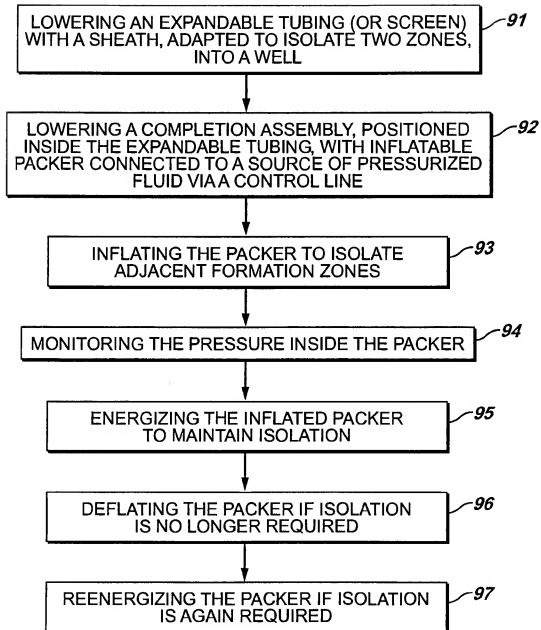 LOWERING AN EXPANDABLE TUBING (OR SCREEN)
WITH A SHEATH, ADAPTED TO ISOLATE TWO ZONES,
INTO A WELL
91
LOWERING A COMPLETION ASSEMBLY, POSITIONED
INSIDE THE EXPANDABLE TUBING, WITH INFLATABLE
PACKER CONNECTED TO A SOURCE OF PRESSURIZED
FLUID VIA A CONTROL LINE
92
INFLATING THE PACKER TO ISOLATE
ADJACENT FORMATION ZONES
93
MONITORING THE PRESSURE INSIDE THE PACKER
94
ENERGIZING THE INFLATED PACKER
TO MAINTAIN ISOLATION
95
DEFLATING THE PACKER IF ISOLATION
IS NO LONGER REQUIRED
96
REENERGIZING THE PACKER IF ISOLATION
IS AGAIN REQUIRED
97